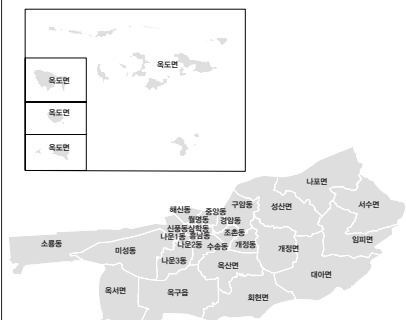 옥도면
옥도면
옥도면
옥도면
나포면
서수면
구암동
성산면
해신동
중앙동
월명동
경암동
신풍동
삼학동
조촌동
임피면
소룡동
나운1동
흥남동
미성동
나운2동
수송동
개정동
개정면
나운3동
옥산면
대야면
옥서면
옥구읍
회현면